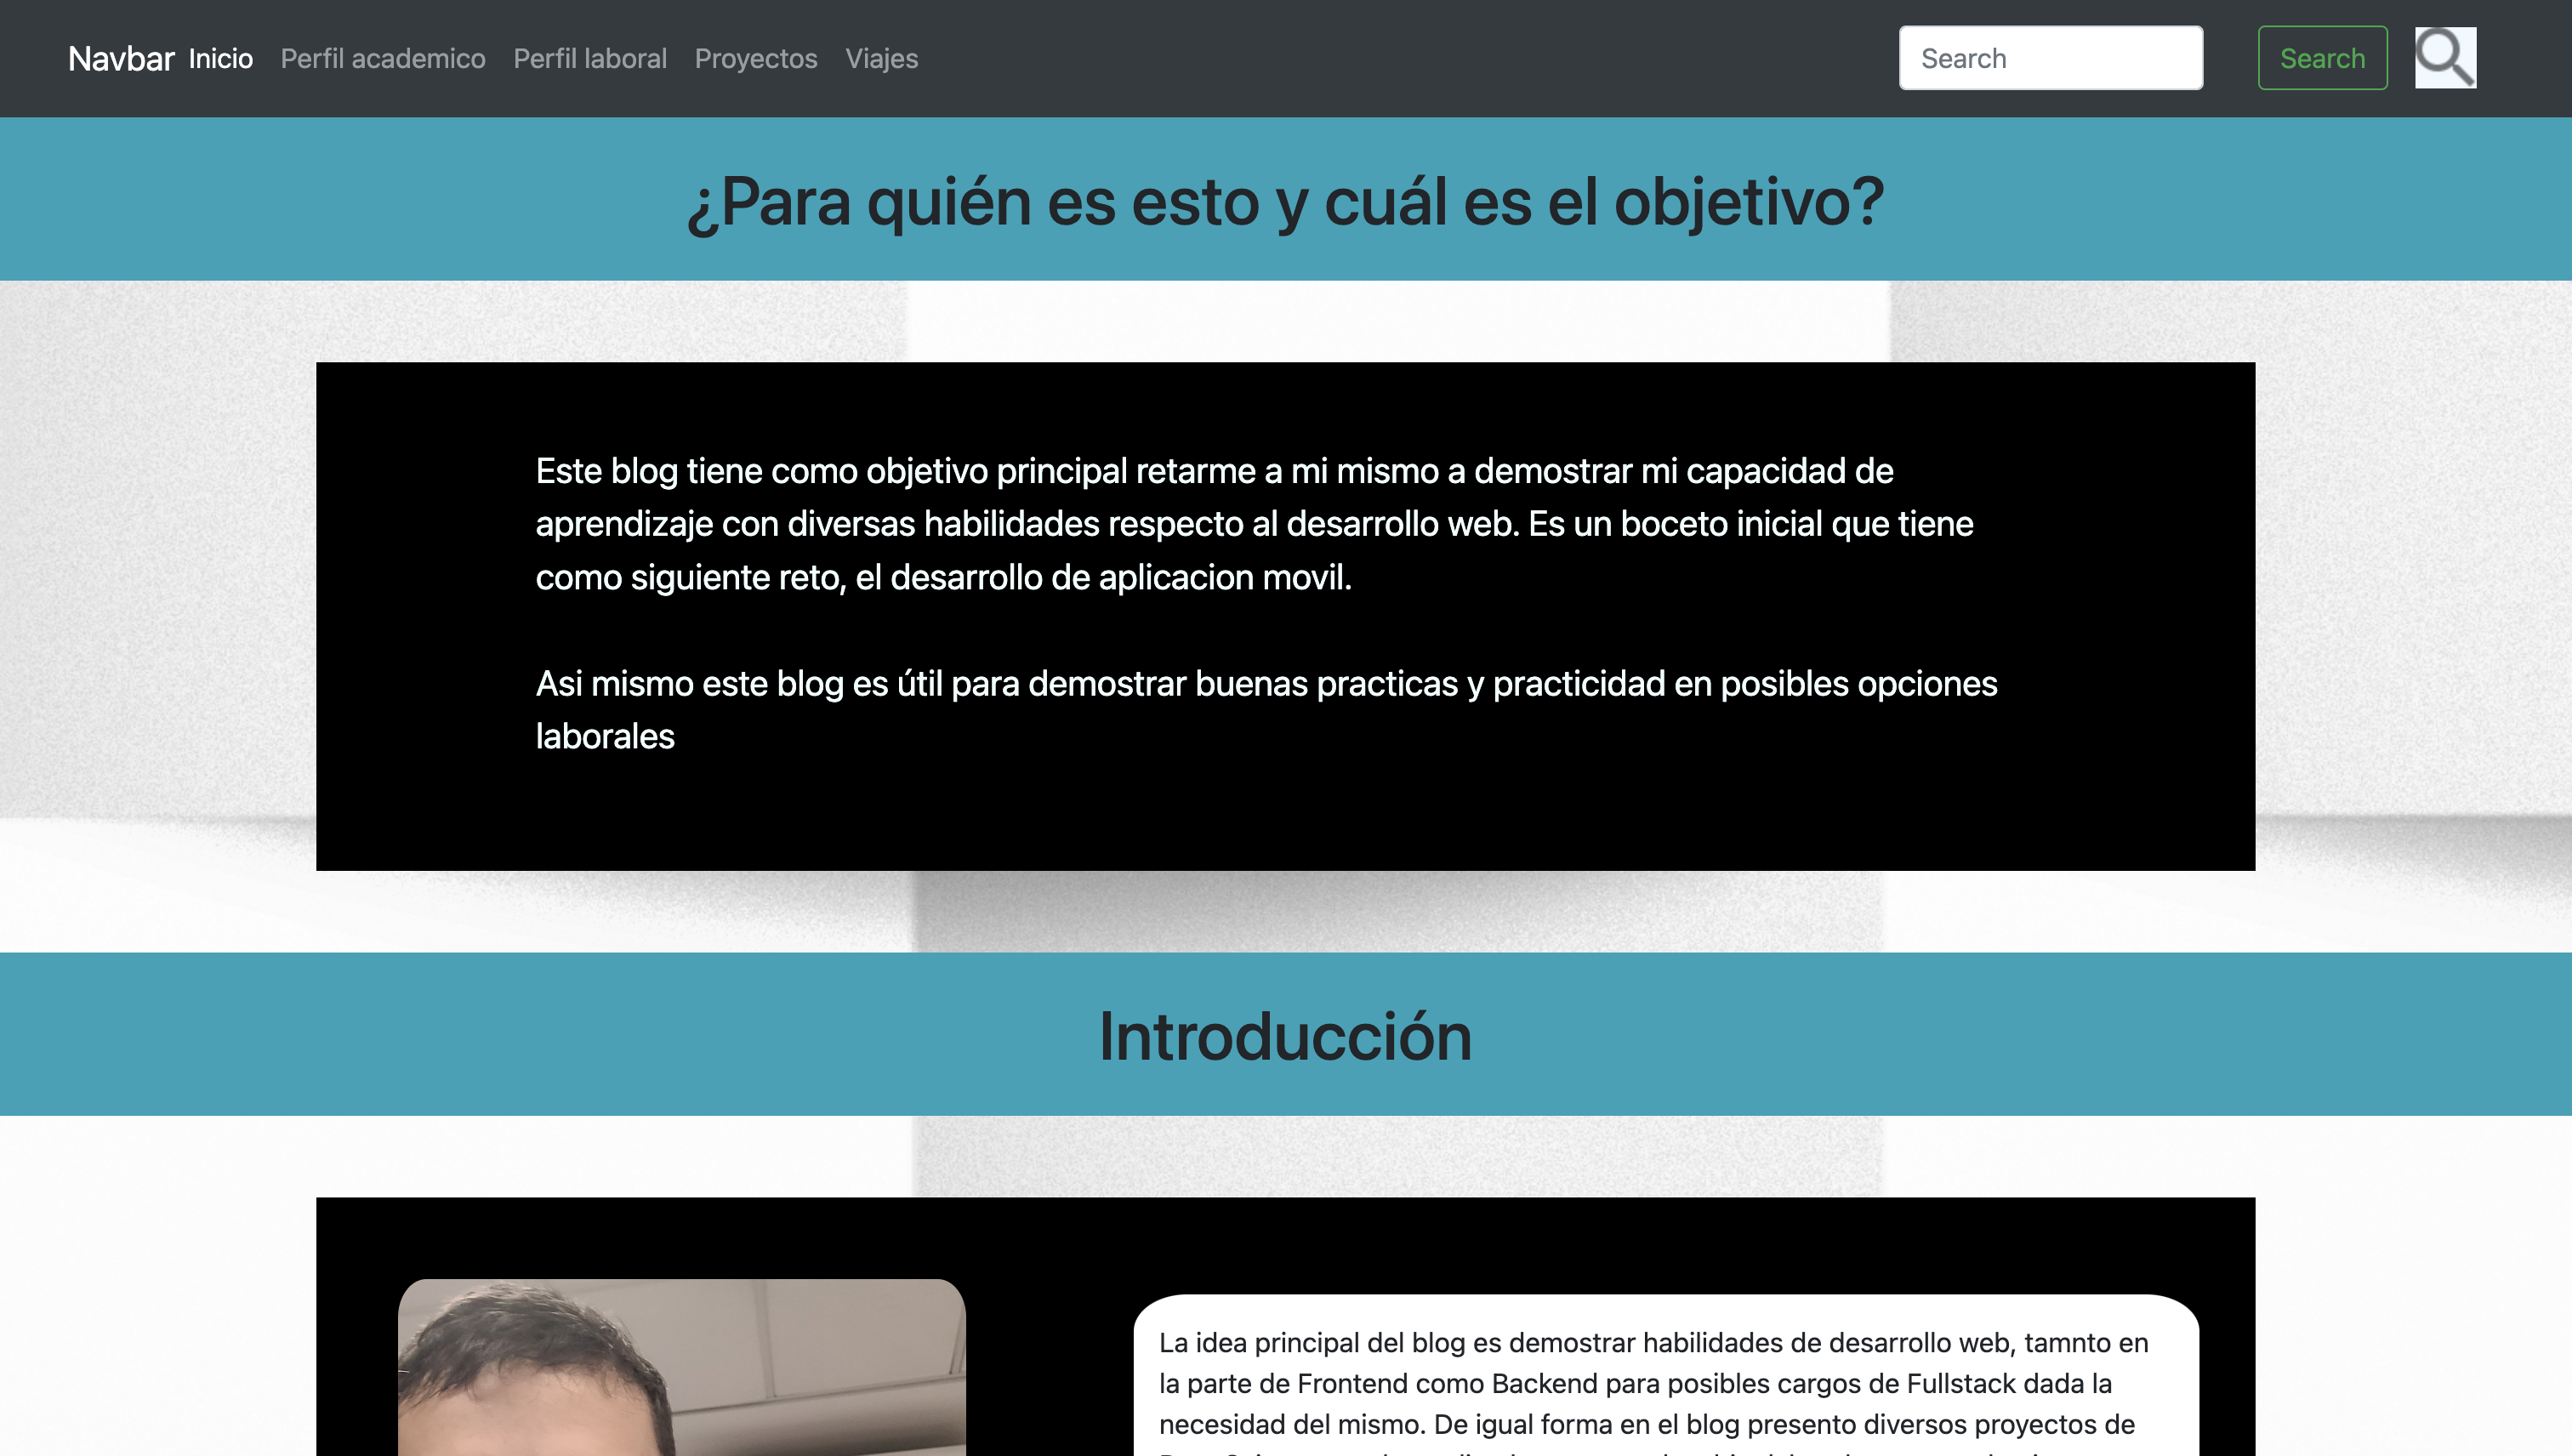 Navbar Inicio Perfil academico Perfil laboral Proyectos Viajes Search Search
¿Para quién es esto y cuál es el objetivo?
Este blog tiene como objetivo principal retarme a mi mismo a demostrar mi capacidad de
aprendizaje con diversas habilidades respecto al desarrollo web. Es un boceto inicial que tiene
como siguiente reto, el desarrollo de aplicacion movil.
Asi mismo este blog es útil para demostrar buenas practicas y practicidad en posibles opciones
laborales
Introducción
La idea principal del blog es demostrar habilidades de desarrollo web, tamnto en
la parte de Frontend como Backend para posibles cargos de Fullstack dada la
necesidad del mismo. De igual forma en el blog presento diversos proyectos de